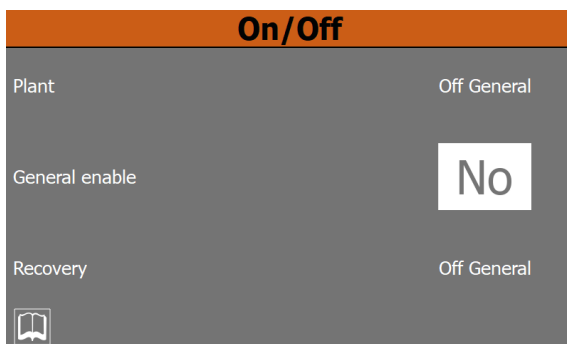 On/Off
Plant Off General
General enable No
Recovery Off General